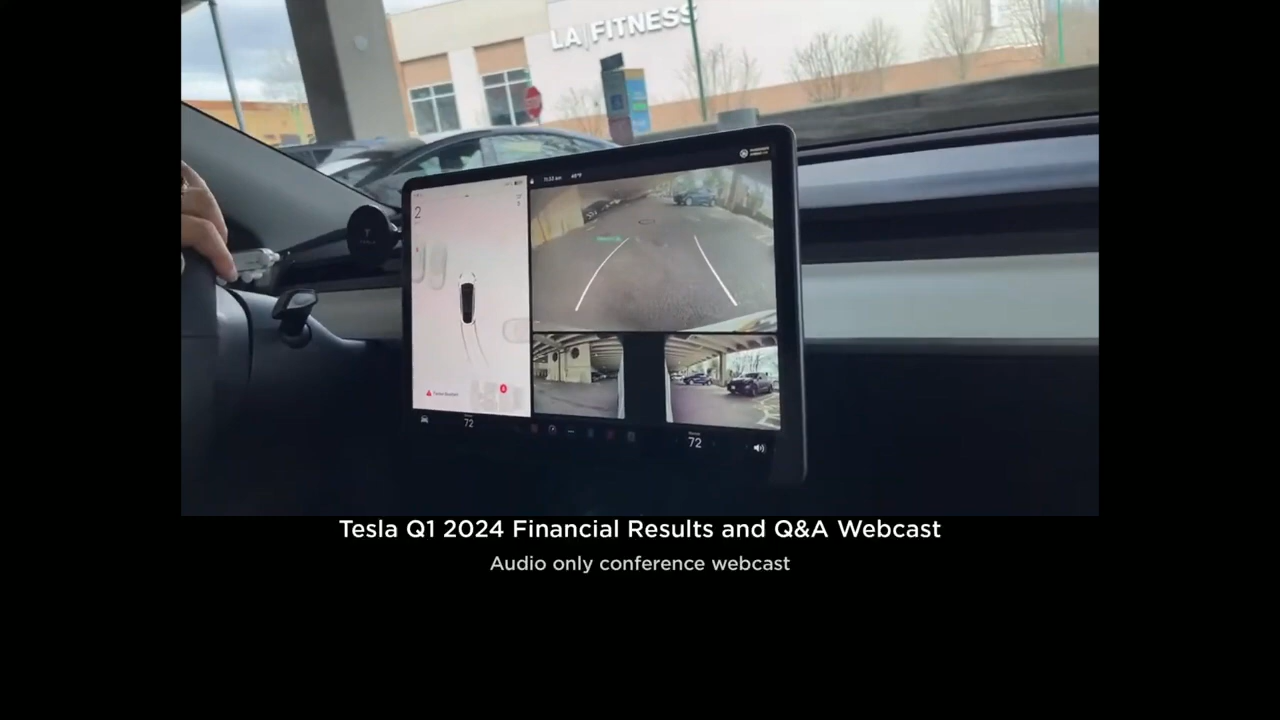 LA|FITNESS
2
72
72
Tesla Q1 2024 Financial Results and Q&A Webcast
Audio only conference webcast